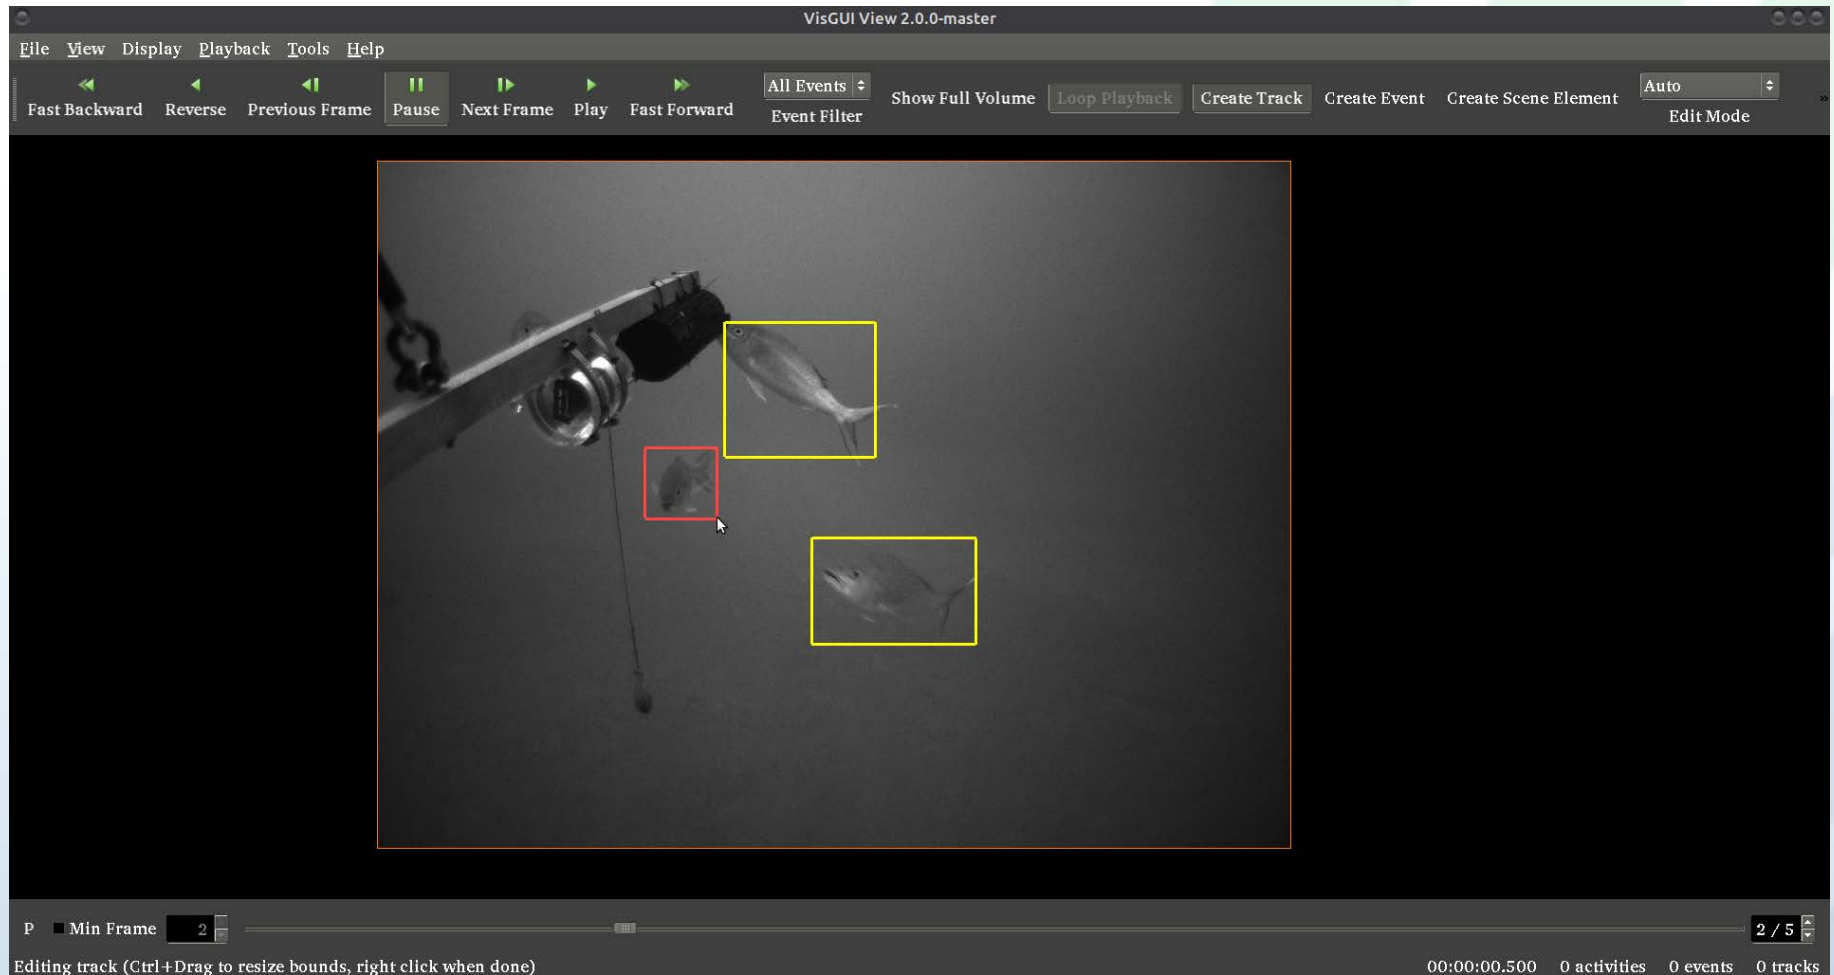 VisGUI View 2.0.0-master
File View Display Playback Tools Help
Fast Backward Reverse Previous Frame Pause Next Frame Play Fast Forward
All Events
Event Filter
Show Full Volume Loop Playback Create Track Create Event Create Scene Element
Auto
Edit Mode
»
P Min Frame 2 2 / 5
Editing track (Ctrl+Drag to resize bounds, right click when done) 00:00:00.500 0 activities 0 events 0 tracks